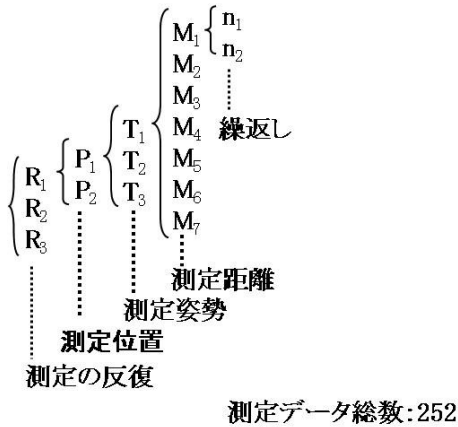 M₁ n₁
n₂
M₂
M₃
M₄
M₅
M₆
M₇
繰返し
T₁
T₂
T₃
P₁
P₂
R₁
R₂
R₃
測定距離
測定姿勢
測定位置
測定の反復
測定データ総数:252